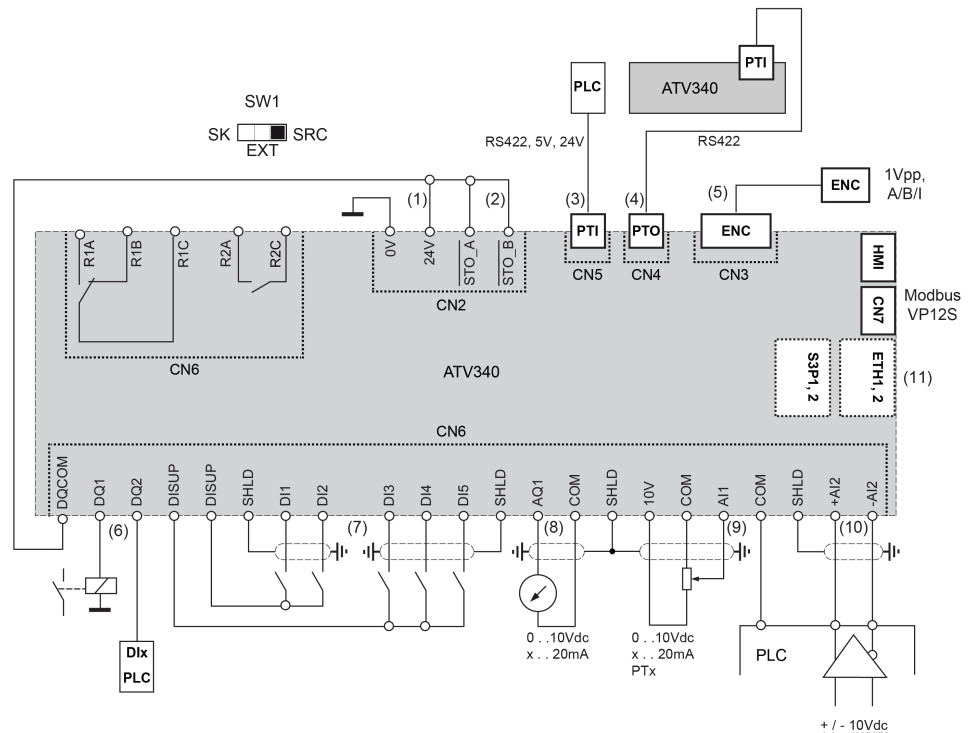 PTI
PLC
ATV340
SW1
SK
SRC
EXT
RS422, 5V, 24V
RS422
1Vpp,
A/B/I
ENC
(1)
(2)
(3)
(4)
(5)
R1A
R1B
R1C
R2A
R2C
0V
24V
STO_A
STO_B
PTI
PTO
ENC
HMI
CN5
CN4
CN3
CN2
CN7
Modbus
VP12S
CN6
ATV340
S3P1, 2
ETH1, 2
(11)
CN6
DQCOM
DQ1
DQ2
DISUP
DISUP
SHLD
DI1
DI2
DI3
DI4
DI5
SHLD
AQ1
COM
SHLD
10V
COM
AI1
COM
SHLD
+AI2
-AI2
(6)
(7)
(8)
(9)
(10)
0 . .10Vdc
x . . 20mA
0 . .10Vdc
x . . 20mA
PTx
PLC
DIx
PLC
+ / - 10Vdc